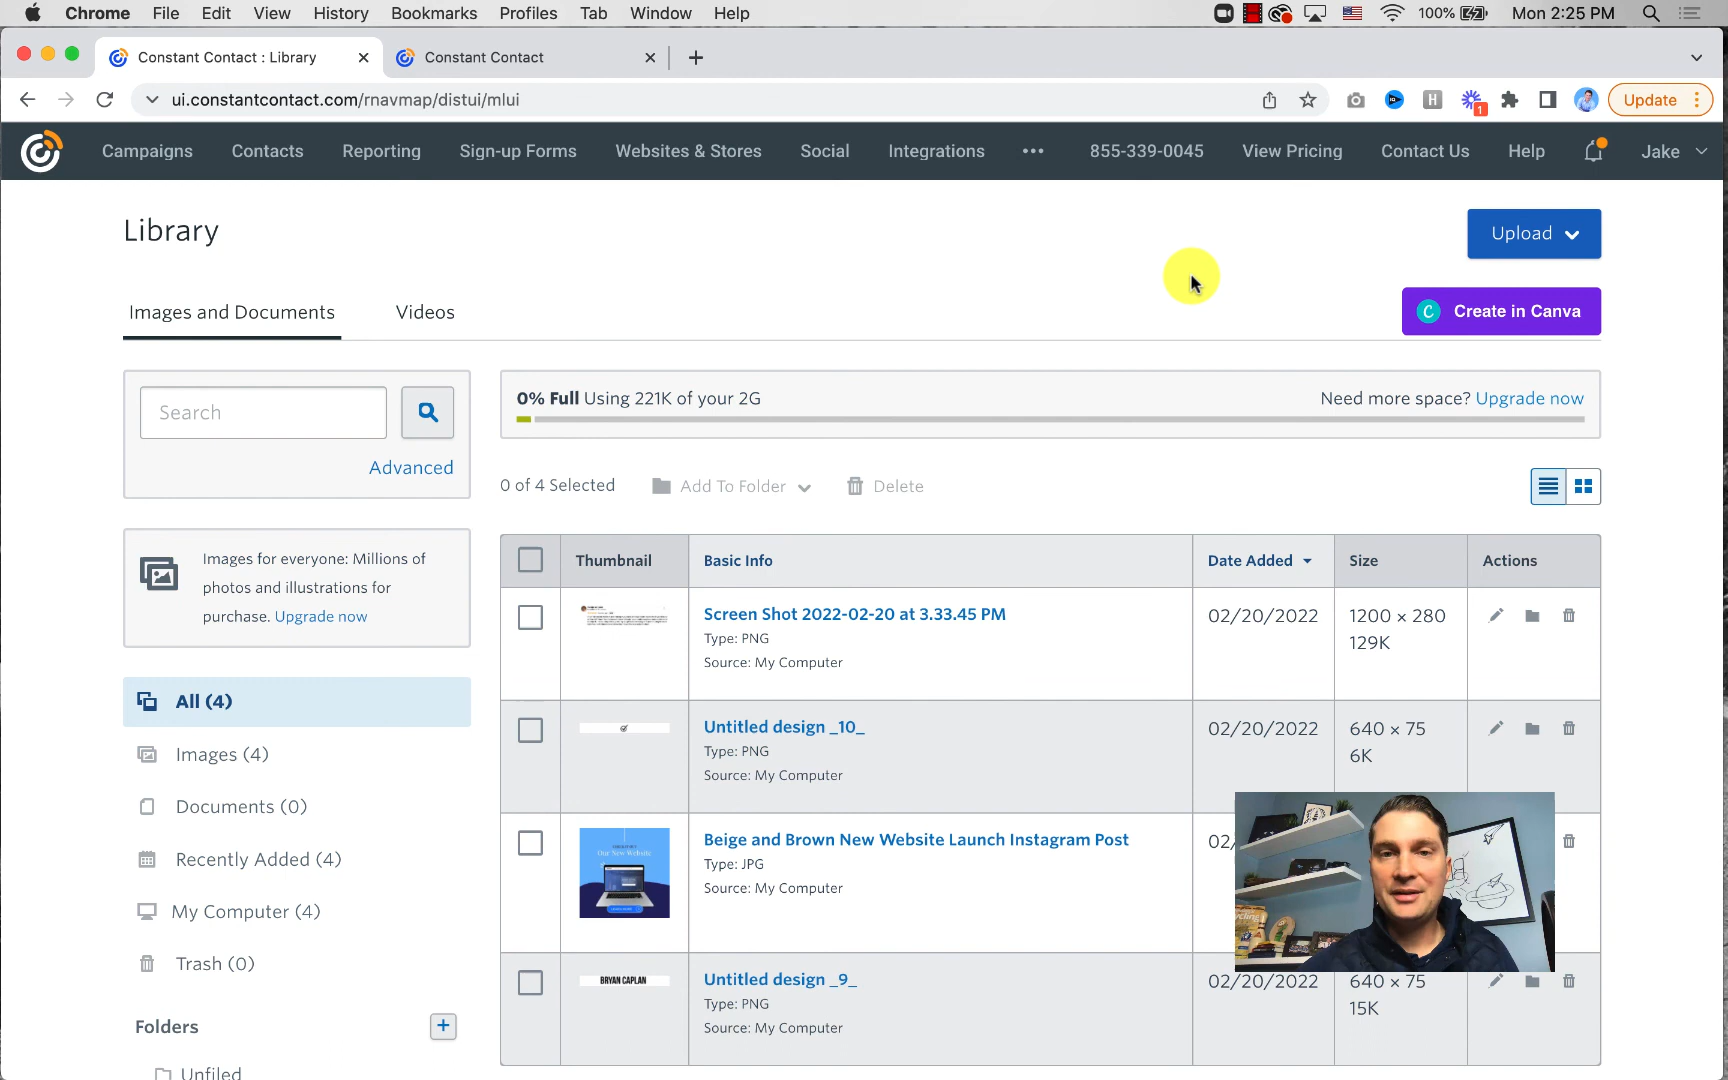 Chrome File Edit View History Bookmarks Profiles Tab Window Help 100% Mon 2:25 PM
Constant Contact : Library Constant Contact
ui.constantcontact.com/rnavmap/distui/mlui 1 Update
Campaigns Contacts Reporting Sign-up Forms Websites & Stores Social Integrations ••• 855-339-0045 View Pricing Contact Us Help Jake
Library
Upload
Images and Documents Videos
Create in Canva
Search
Advanced
0% Full Using 221K of your 2G
Need more space? Upgrade now
0 of 4 Selected Add To Folder Delete
Images for everyone: Millions of
photos and illustrations for
purchase. Upgrade now
All (4)
Images (4)
Documents (0)
Recently Added (4)
My Computer (4)
Trash (0)
Folders
Unfiled
Thumbnail Basic Info Date Added Size Actions
Screen Shot 2022-02-20 at 3.33.45 PM
Type: PNG
Source: My Computer
02/20/2022
1200 × 280
129K
Untitled design _10_
Type: PNG
Source: My Computer
02/20/2022
640 × 75
6K
Our New Website
Beige and Brown New Website Launch Instagram Post
Type: JPG
Source: My Computer
02/
BRYAN CAPLAN
Untitled design _9_
Type: PNG
Source: My Computer
02/20/2022
640 × 75
15K